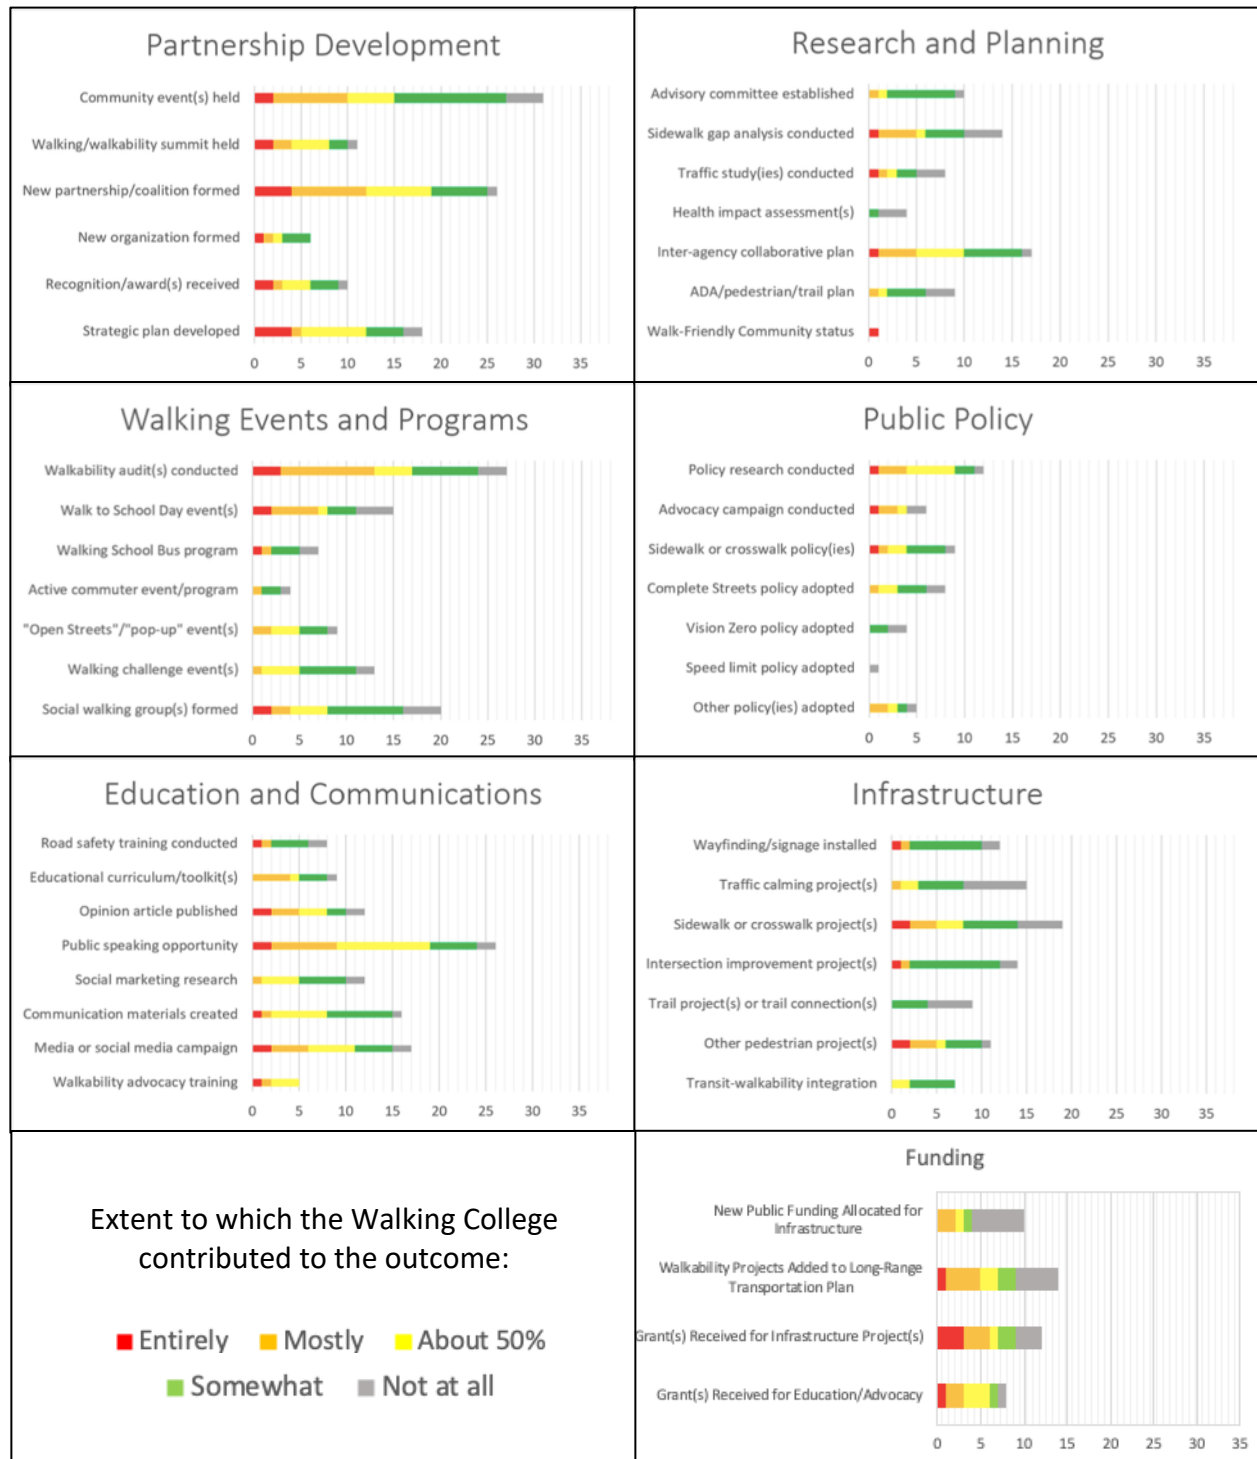 Partnership Development
Community event(s) held
Walking/walkability summit held
New partnership/coalition formed
New organization formed
Recognition/award(s) received
Strategic plan developed
0 5 10 15 20 25 30 35
Research and Planning
Advisory committee established
Sidewalk gap analysis conducted
Traffic study(ies) conducted
Health impact assessment(s)
Inter-agency collaborative plan
ADA/pedestrian/trail plan
Walk-Friendly Community status
0 5 10 15 20 25 30 35
Walking Events and Programs
Walkability audit(s) conducted
Walk to School Day event(s)
Walking School Bus program
Active commuter event/program
"Open Streets"/"pop-up" event(s)
Walking challenge event(s)
Social walking group(s) formed
0 5 10 15 20 25 30 35
Public Policy
Policy research conducted
Advocacy campaign conducted
Sidewalk or crosswalk policy(ies)
Complete Streets policy adopted
Vision Zero policy adopted
Speed limit policy adopted
Other policy(ies) adopted
0 5 10 15 20 25 30 35
Education and Communications
Road safety training conducted
Educational curriculum/toolkit(s)
Opinion article published
Public speaking opportunity
Social marketing research
Communication materials created
Media or social media campaign
Walkability advocacy training
0 5 10 15 20 25 30 35
Infrastructure
Wayfinding/signage installed
Traffic calming project(s)
Sidewalk or crosswalk project(s)
Intersection improvement project(s)
Trail project(s) or trail connection(s)
Other pedestrian project(s)
Transit-walkability integration
0 5 10 15 20 25 30 35
Extent to which the Walking College
contributed to the outcome:
Entirely Mostly About 50%
Somewhat Not at all
Funding
New Public Funding Allocated for
Infrastructure
Walkability Projects Added to Long-Range
Transportation Plan
Grant(s) Received for Infrastructure Project(s)
Grant(s) Received for Education/Advocacy
0 5 10 15 20 25 30 35